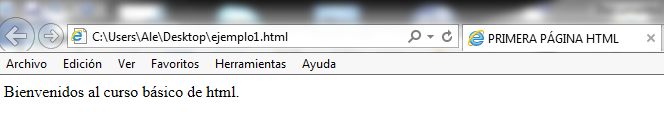 C:\Users\Ale\Desktop\ejemplo1.html
PRIMERA PÁGINA HTML
Archivo Edición Ver Favoritos Herramientas Ayuda
Bienvenidos al curso básico de html.